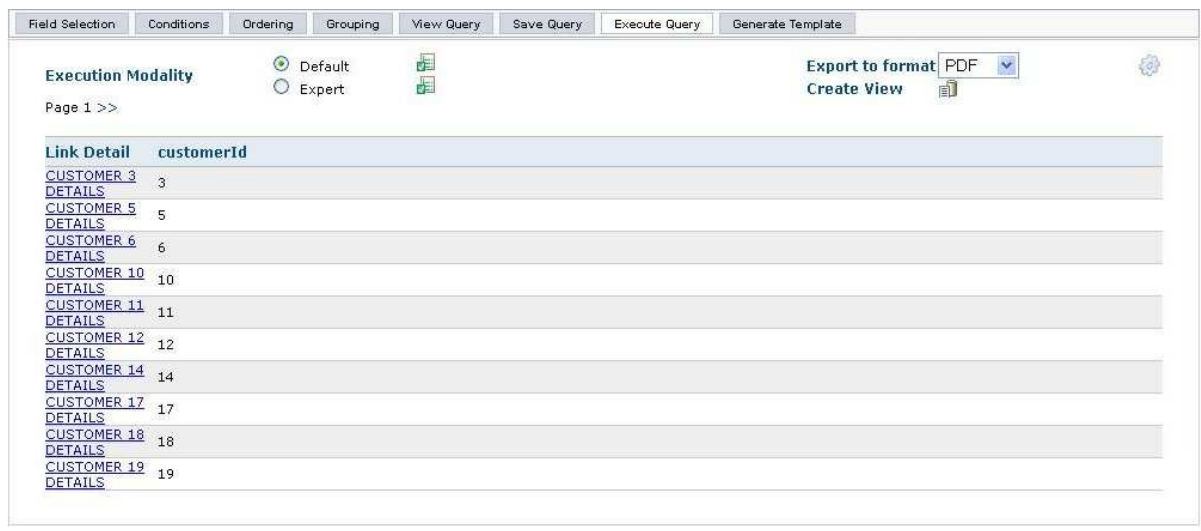 Field Selection Conditions Ordering Grouping View Query Save Query Execute Query Generate Template
Execution Modality
Default
Expert
Export to format PDF
Create View
Page 1 >>
Link Detail customerId
CUSTOMER 3
DETAILS
3
CUSTOMER 5
DETAILS
5
CUSTOMER 6
DETAILS
6
CUSTOMER 10
DETAILS
10
CUSTOMER 11
DETAILS
11
CUSTOMER 12
DETAILS
12
CUSTOMER 14
DETAILS
14
CUSTOMER 17
DETAILS
17
CUSTOMER 18
DETAILS
18
CUSTOMER 19
DETAILS
19